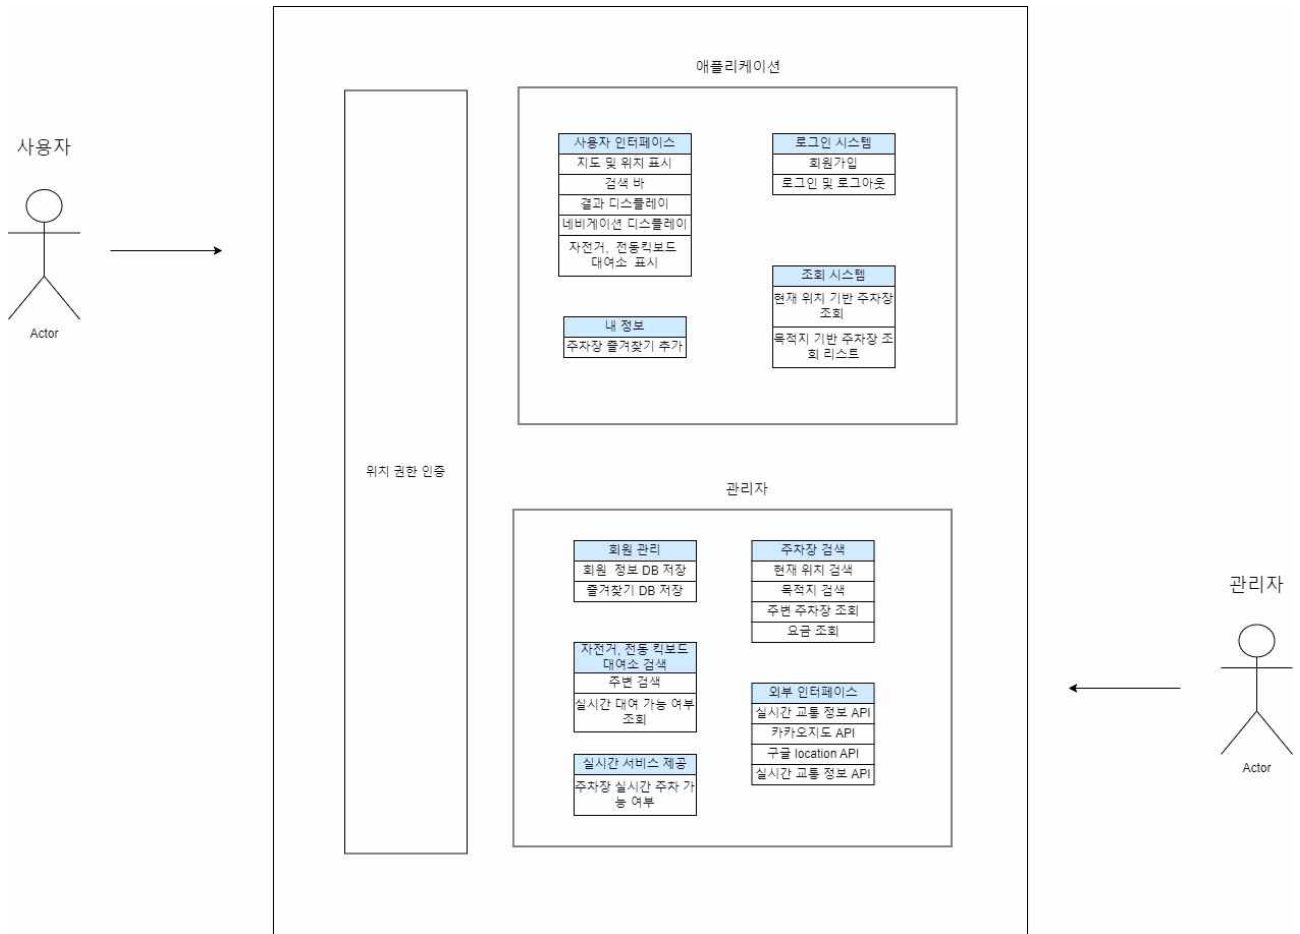 애플리케이션
사용자
Actor
위치 권한 인증
사용자 인터페이스
지도 및 위치 표시
검색 바
결과 디스플레이
네비게이션 디스플레이
자전거, 전동킥보드
대여소 표시
로그인 시스템
회원가입
로그인 및 로그아웃
내 정보
주차장 즐겨찾기 추가
조회 시스템
현재 위치 기반 주차장
조회
목적지 기반 주차장 조
회 리스트
관리자
회원 관리
회원 정보 DB 저장
즐겨찾기 DB 저장
주차장 검색
현재 위치 검색
목적지 검색
주변 주차장 조회
요금 조회
자전거, 전동 킥보드
대여소 검색
주변 검색
실시간 대여 가능 여부
조회
외부 인터페이스
실시간 교통 정보 API
카카오지도 API
구글 location API
실시간 교통 정보 API
실시간 서비스 제공
주차장 실시간 주차 가
능 여부
관리자
Actor